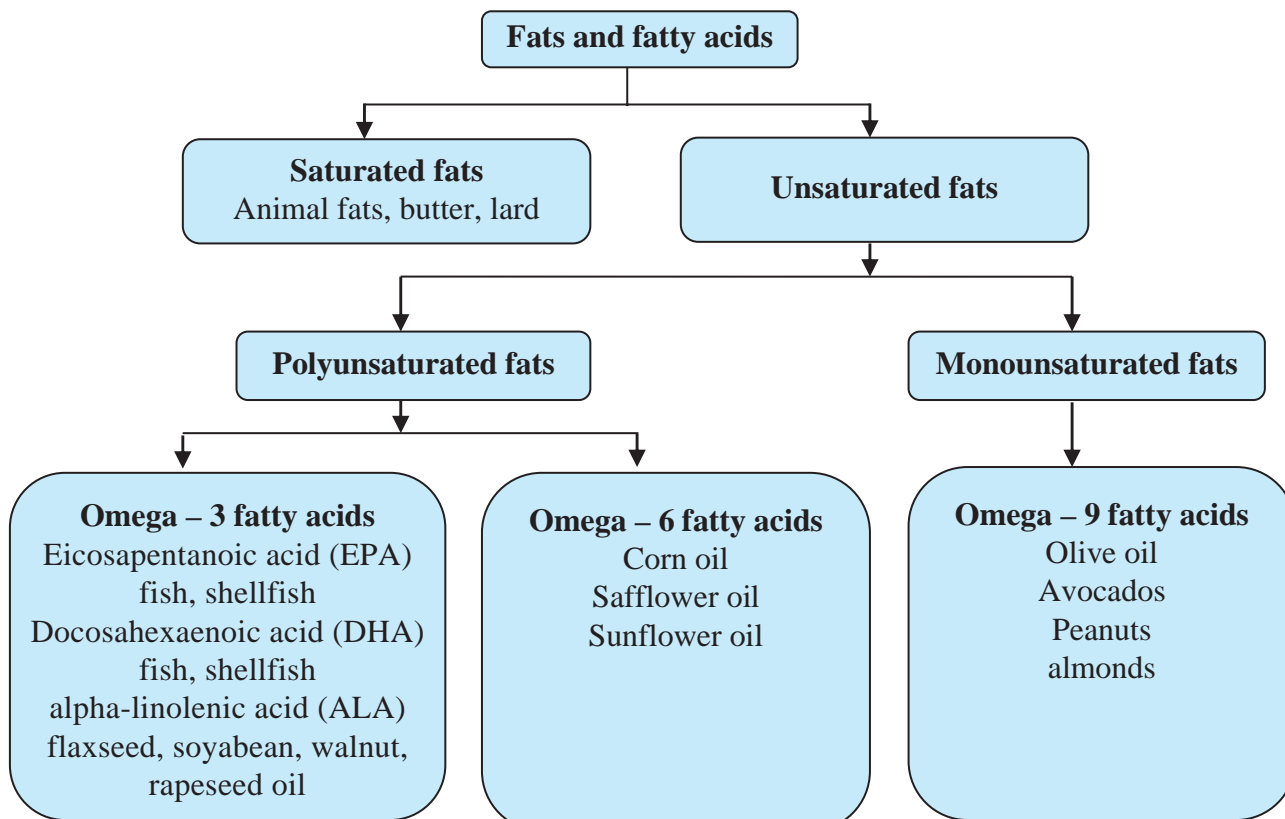 Fats and fatty acids
Saturated fats
Animal fats, butter, lard
Unsaturated fats
Polyunsaturated fats
Monounsaturated fats
Omega – 3 fatty acids
Eicosapentanoic acid (EPA)
fish, shellfish
Docosahexaenoic acid (DHA)
fish, shellfish
alpha-linolenic acid (ALA)
flaxseed, soyabean, walnut,
rapeseed oil
Omega – 6 fatty acids
Corn oil
Safflower oil
Sunflower oil
Omega – 9 fatty acids
Olive oil
Avocados
Peanuts
almonds